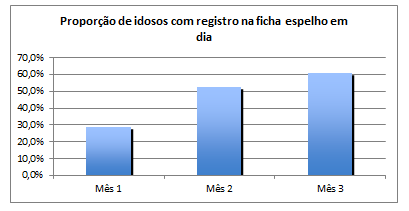 Proporção de idosos com registro na ficha espelho em
dia
70,0%
60,0%
50,0%
40,0%
30,0%
20,0%
10,0%
0,0%
Mês 1 Mês 2 Mês 3